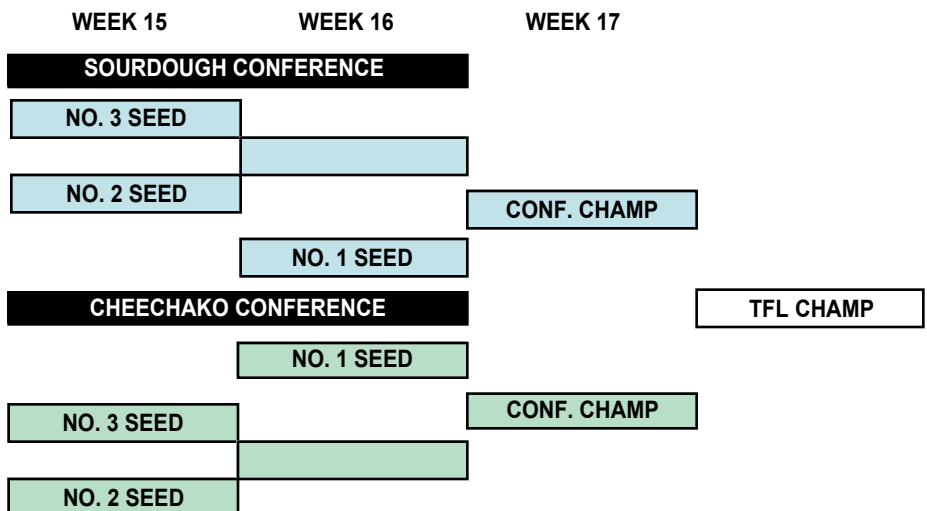 WEEK 15 WEEK 16 WEEK 17
SOURDOUGH CONFERENCE
NO. 3 SEED
NO. 2 SEED
CONF. CHAMP
NO. 1 SEED
CHEECHAKO CONFERENCE
TFL CHAMP
NO. 1 SEED
CONF. CHAMP
NO. 3 SEED
NO. 2 SEED